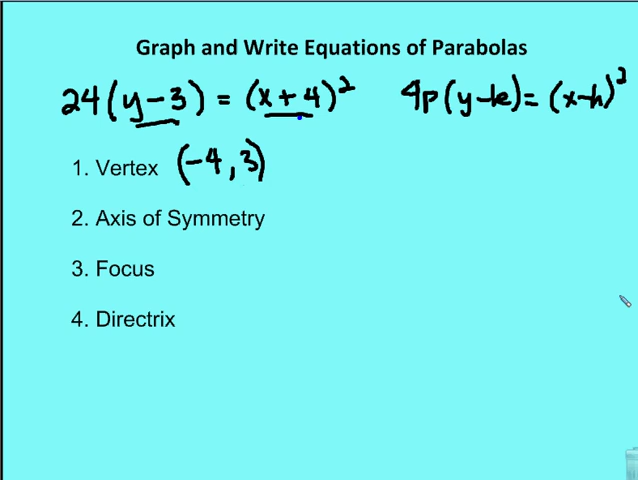 Graph and Write Equations of Parabolas
24(y-3) = (x+4)² 4p(y-k) = (x-h)²
1. Vertex (-4, 3)
2. Axis of Symmetry
3. Focus
4. Directrix